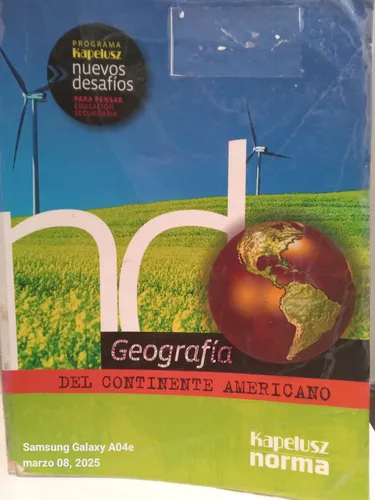 PROGRAMA
Kapelusz
nuevos
desafíos
PARA PENSAR
EDUCACIÓN
SECUNDARIA
nd
Geografía
DEL CONTINENTE AMERICANO
Kapelusz
norma
Samsung Galaxy A04e
marzo 08, 2025